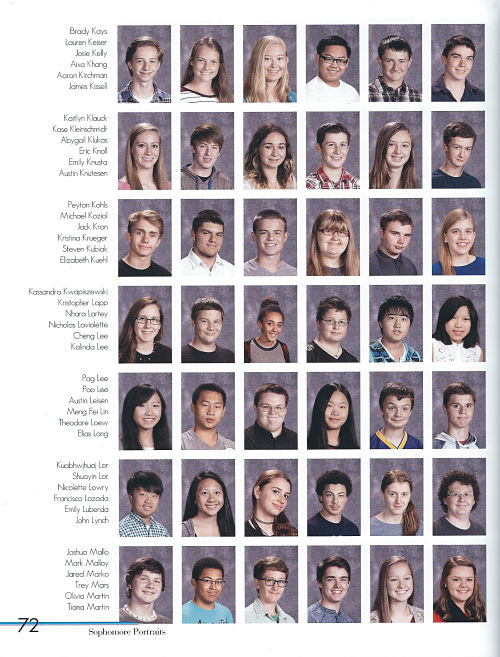 Brady Kays
Lauren Keiser
Josie Kelly
Aixa Khang
Aaron Kirchman
James Kissell
Kaitlyn Klauck
Kase Kleinschmidt
Abygail Klukas
Eric Knoll
Emily Knusta
Austin Knutesen
Peyton Kohls
Michael Koziol
Jack Kron
Kristina Krueger
Steven Kubiak
Elizabeth Kuehl
Kassandra Kwapiszewski
Kristopher Lapp
Nhara Lartey
Nicholas Laviolette
Cheng Lee
Kalinda Lee
Pag Lee
Pao Lee
Austin Leisen
Meng Fei Lin
Theodore Loew
Elias Long
Kuabhwjhuaj Lor
Shuayin Lor
Nicolette Lowry
Francisco Lozada
Emily Luberda
John Lynch
Joshua Mallo
Mark Malloy
Jared Marko
Trey Mars
Olivia Martin
Tiana Martin
72
Sophomore Portraits